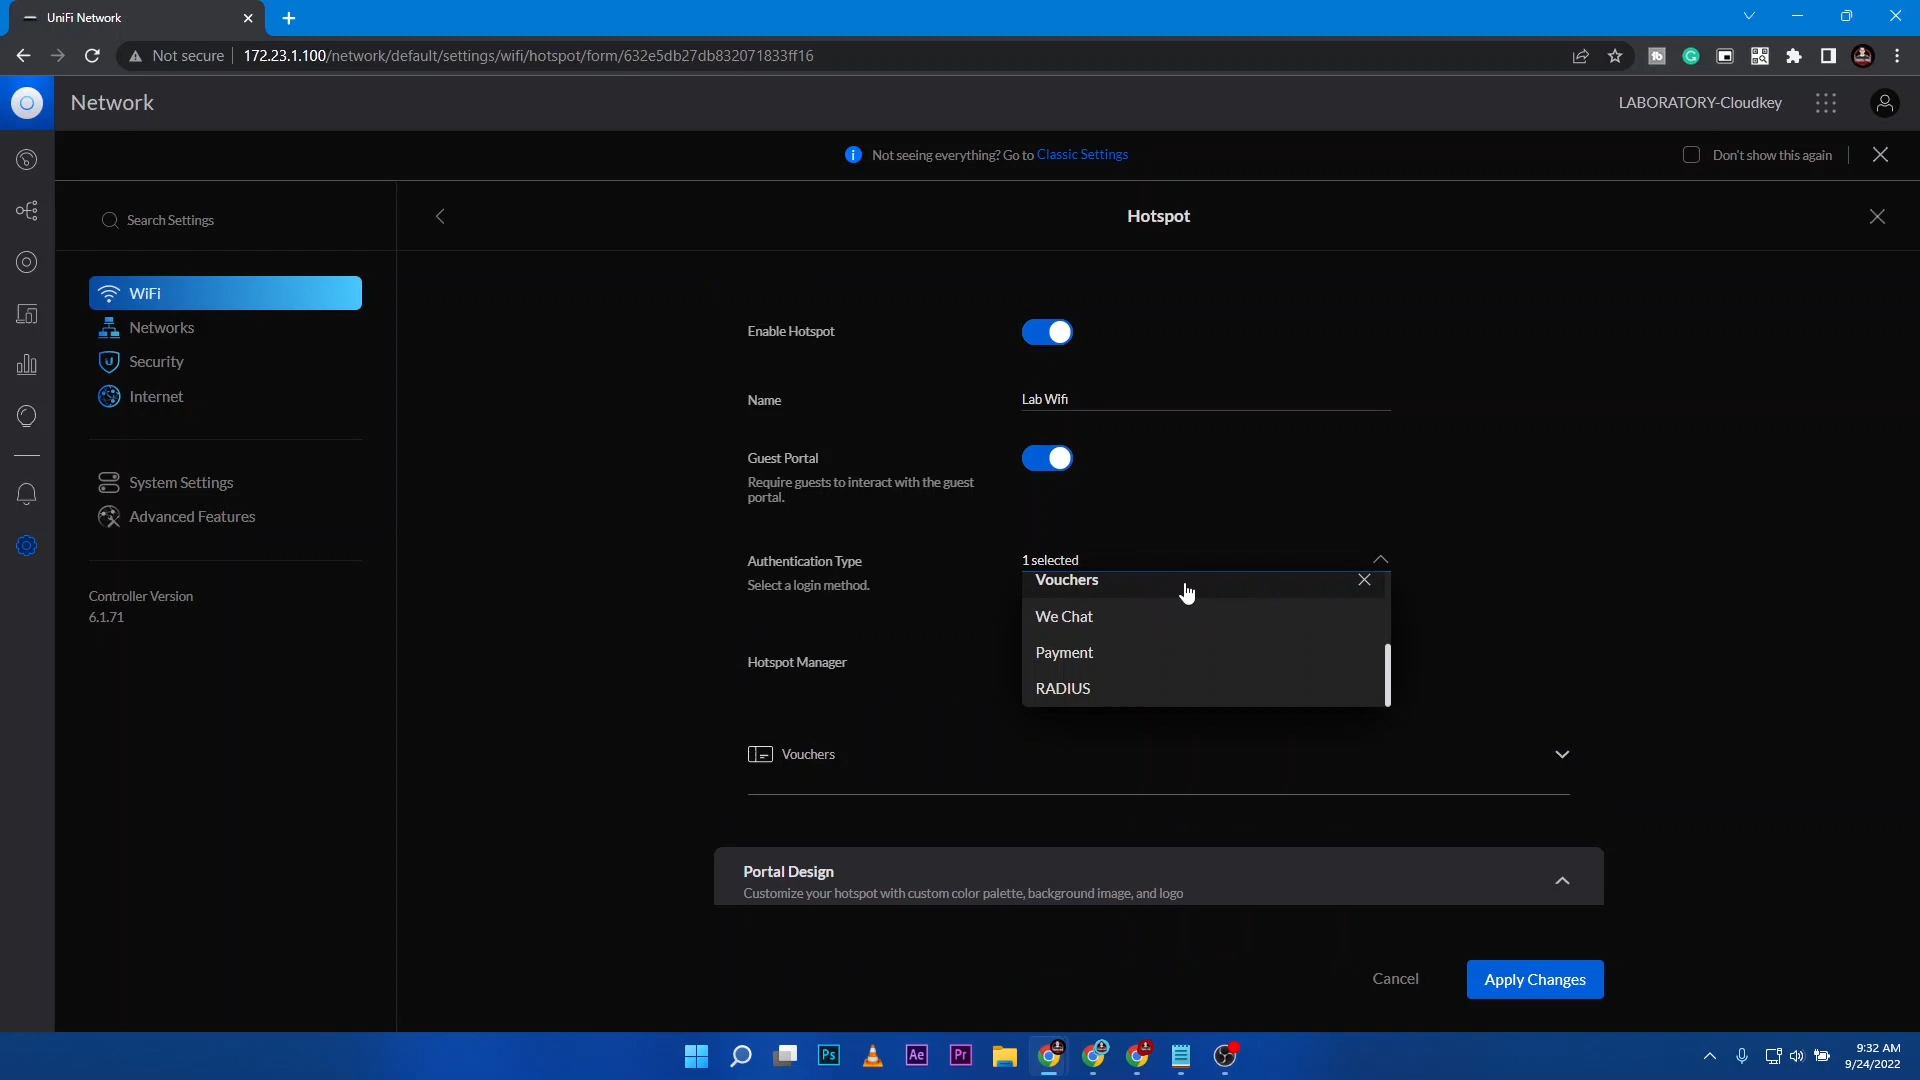 UniFi Network
Not secure
172.23.1.100/network/default/settings/wifi/hotspot/form/632e5db27db832071833ff16
Network
LABORATORY-Cloudkey
Not seeing everything? Go to Classic Settings
Don't show this again
Search Settings
Hotspot
WiFi
Networks
Security
Internet
System Settings
Advanced Features
Controller Version
6.1.71
Enable Hotspot
Name
Lab Wifi
Guest Portal
Require guests to interact with the guest
portal.
Authentication Type
Select a login method.
1 selected
Vouchers
We Chat
Payment
RADIUS
Hotspot Manager
Vouchers
Portal Design
Customize your hotspot with custom color palette, background image, and logo
Cancel
Apply Changes
Ps
Ae
Pr
9:32 AM
9/24/2022